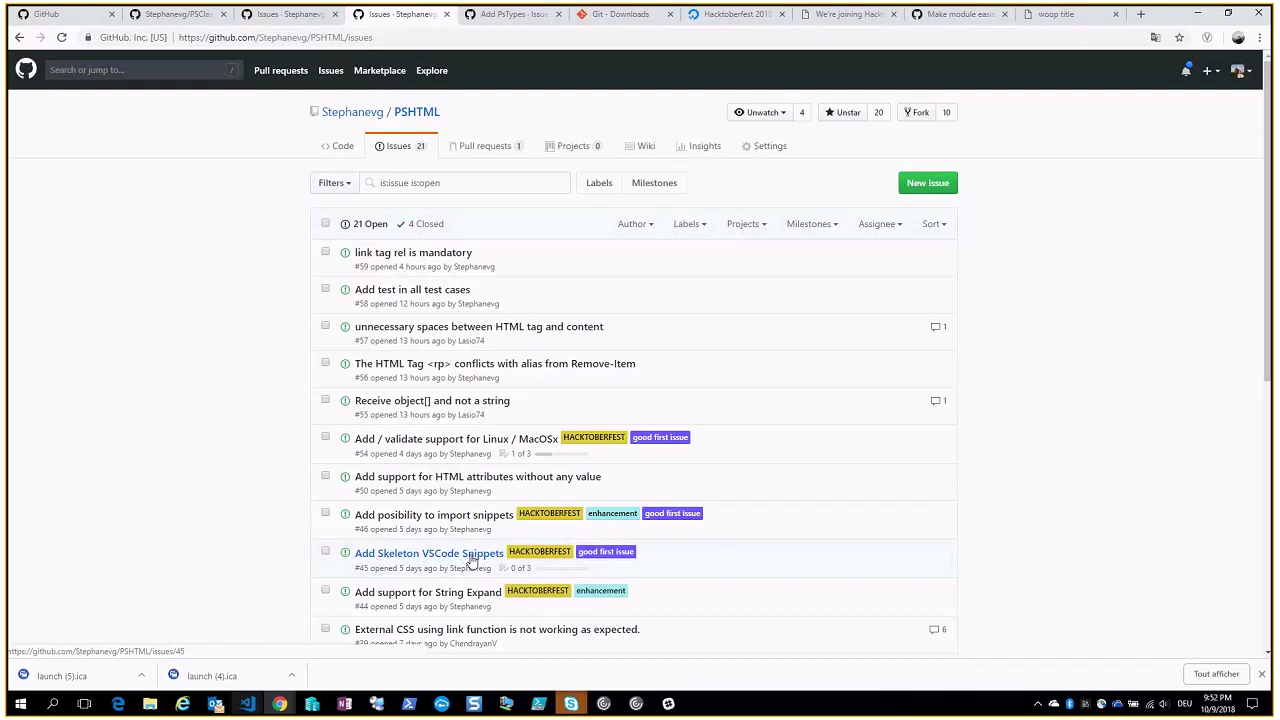 GitHub
Stephanevg/PSClas
Issues · Stephanevg/
Issues · Stephanevg/
Add PsTypes · Issue
Git - Downloads
Hacktoberfest 2018
We're joining Hackt
Make module easie
woop title
GitHub, Inc. [US]
https://github.com/Stephanevg/PSHTML/issues
Search or jump to...
/
Pull requests
Issues
Marketplace
Explore
Stephanevg / PSHTML
Unwatch 4
Unstar 20
Fork 10
Code
Issues 21
Pull requests 1
Projects 0
Wiki
Insights
Settings
Filters
is:issue is:open
Labels
Milestones
New issue
21 Open
4 Closed
Author
Labels
Projects
Milestones
Assignee
Sort
link tag rel is mandatory
#59 opened 4 hours ago by Stephanevg
Add test in all test cases
#58 opened 12 hours ago by Stephanevg
unnecessary spaces between HTML tag and content
1
#57 opened 13 hours ago by Lasio74
The HTML Tag <rp> conflicts with alias from Remove-Item
#56 opened 13 hours ago by Stephanevg
Receive object[] and not a string
1
#55 opened 13 hours ago by Lasio74
Add / validate support for Linux / MacOSx HACKTOBERFEST good first issue
#54 opened 4 days ago by Stephanevg 1 of 3
Add support for HTML attributes without any value
#50 opened 5 days ago by Stephanevg
Add posibility to import snippets HACKTOBERFEST enhancement good first issue
#46 opened 5 days ago by Stephanevg
Add Skeleton VSCode Snippets HACKTOBERFEST good first issue
#45 opened 5 days ago by Stephanevg 0 of 3
Add support for String Expand HACKTOBERFEST enhancement
#44 opened 5 days ago by Stephanevg
External CSS using link function is not working as expected.
6
#39 opened 7 days ago by ChendrayanV
https://github.com/Stephanevg/PSHTML/issues/45
launch (5).ica
launch (4).ica
Tout afficher
DEU
9:52 PM
10/9/2018